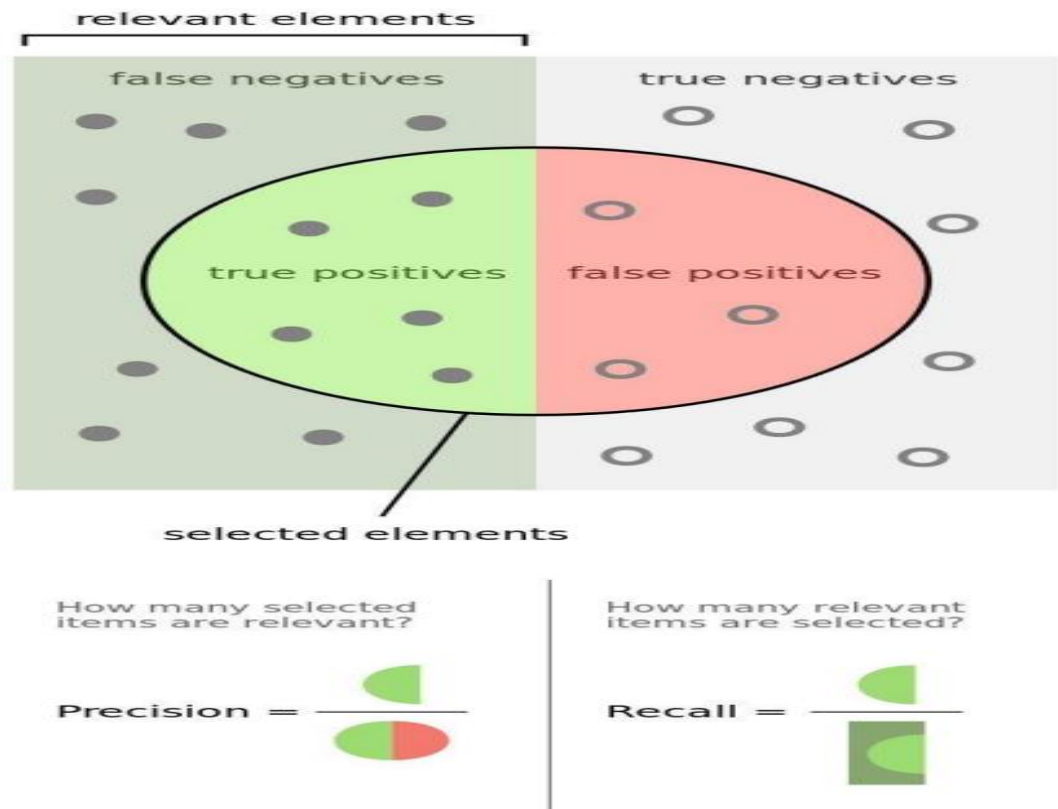 relevant elements
false negatives
true negatives
true positives
false positives
selected elements
How many selected
items are relevant?
Precision =
How many relevant
items are selected?
Recall =